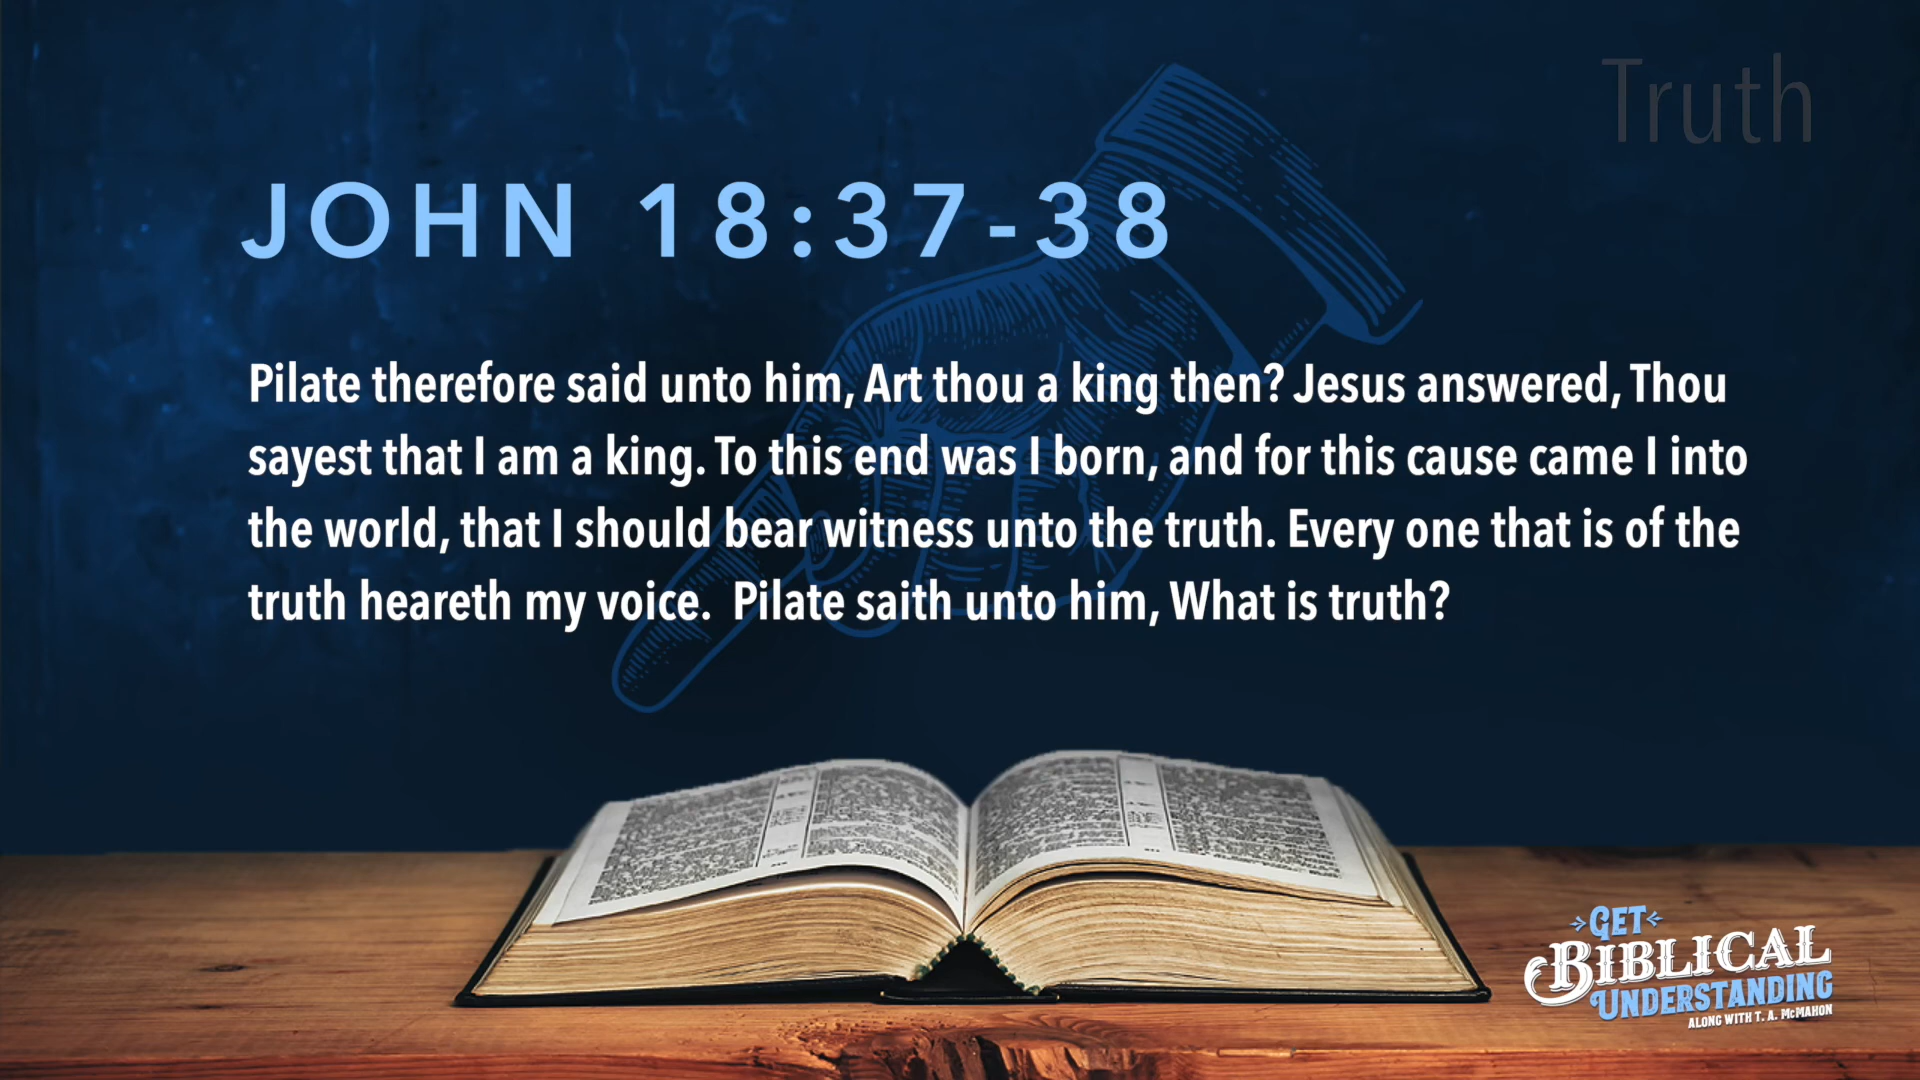 Truth
JOHN 18:37-38
Pilate therefore said unto him, Art thou a king then? Jesus answered, Thou
sayest that I am a king. To this end was I born, and for this cause came I into
the world, that I should bear witness unto the truth. Every one that is of the
truth heareth my voice.  Pilate saith unto him, What is truth?
GET
BIBLICAL
UNDERSTANDING
ALONG WITH T. A. McMAHON